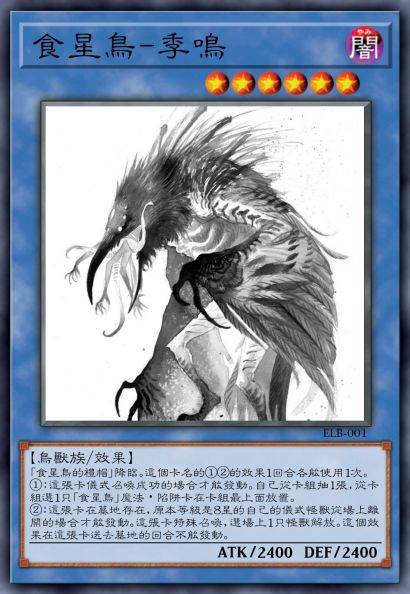 食星鳥-季鳴
やみ
闇
ELB-001
【鳥獸族/效果】
「食星鳥的禮帽」降臨。這個卡名的①②的效果1回合各能使用1次。
①:這張卡儀式召喚成功的場合才能發動。自己從卡組抽1張,從卡
組選1只「食星鳥」魔法・陷阱卡在卡組最上面放置。
②:這張卡在墓地存在,原本等級是8星的自己的儀式怪獸從場上離
開的場合才能發動。這張卡特殊召喚,選場上1只怪獸解放。這個效
果在這張卡送去墓地的回合不能發動。
ATK/2400 DEF/2400